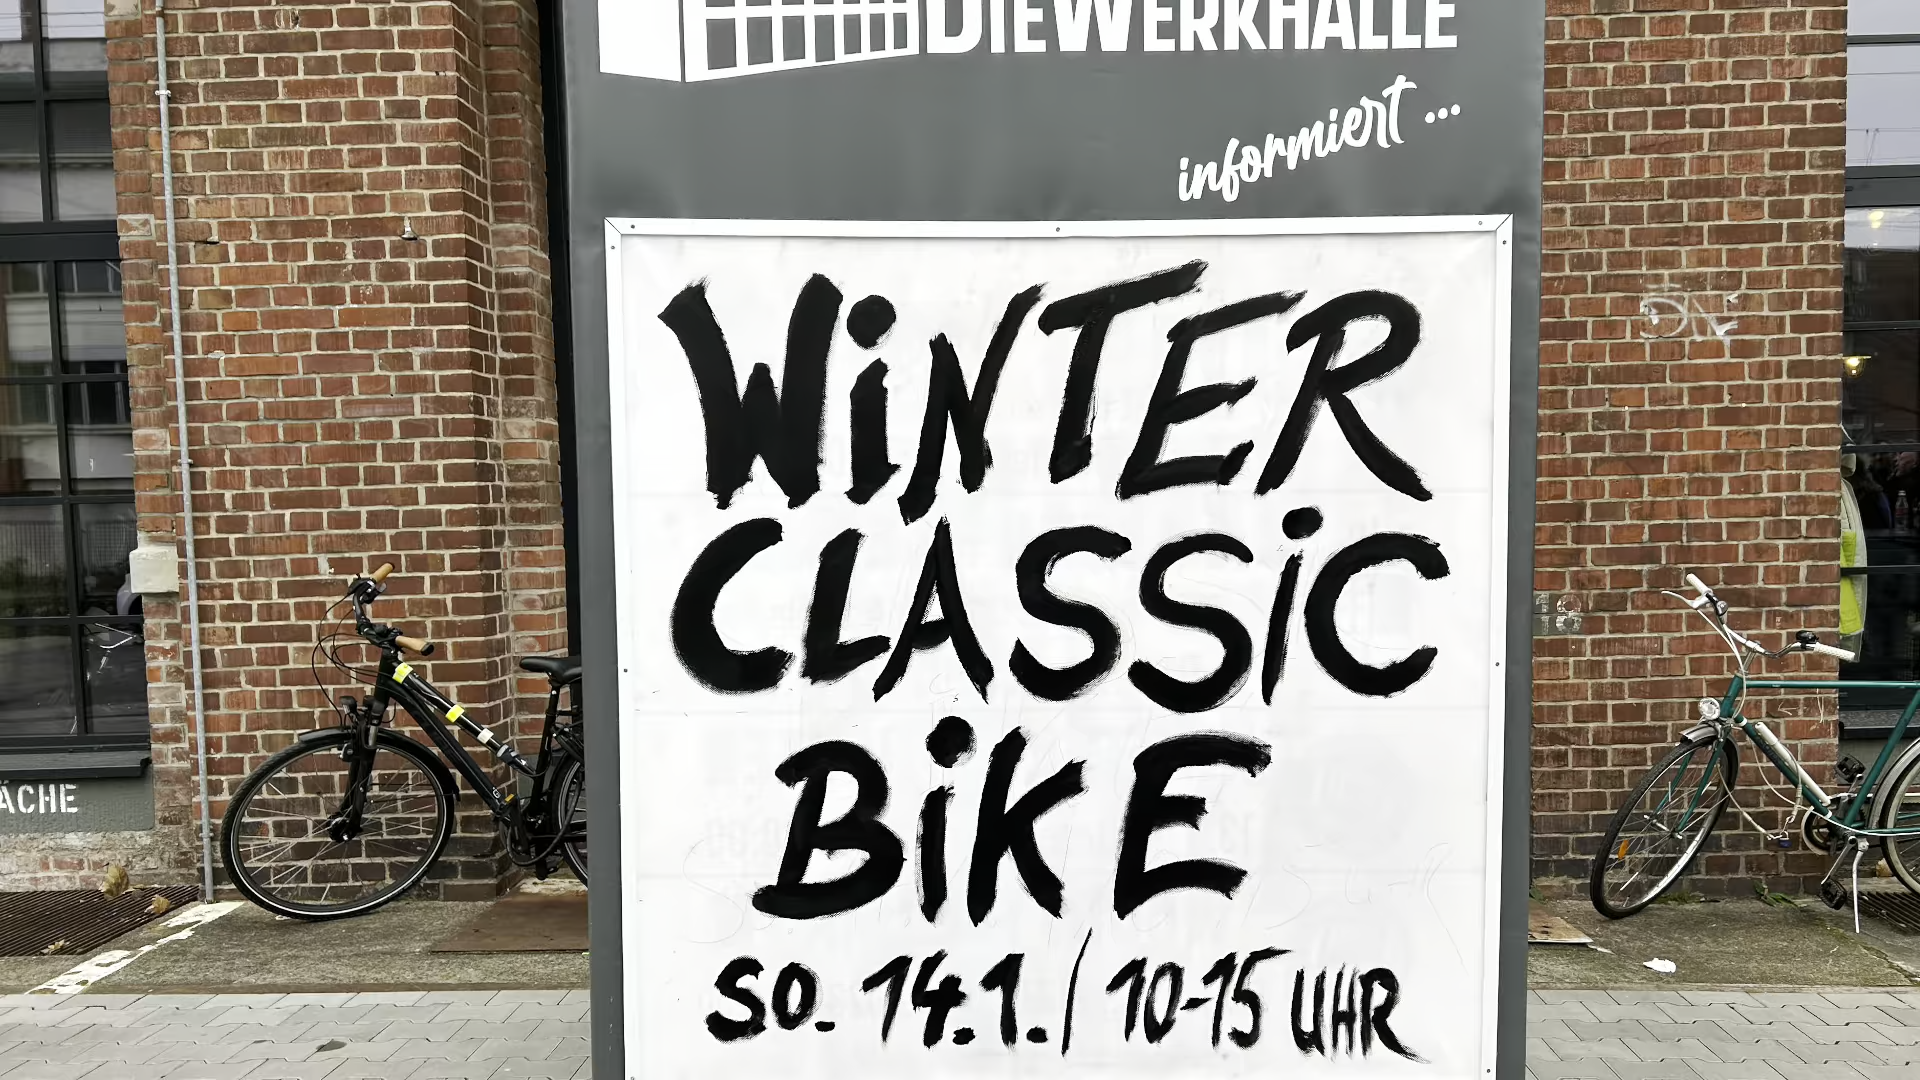 DIEWERKHALLE
informiert ...
WiNTER
CLASSiC
BiKE
SO. 14.1. / 10-15 UHR
ÄCHE